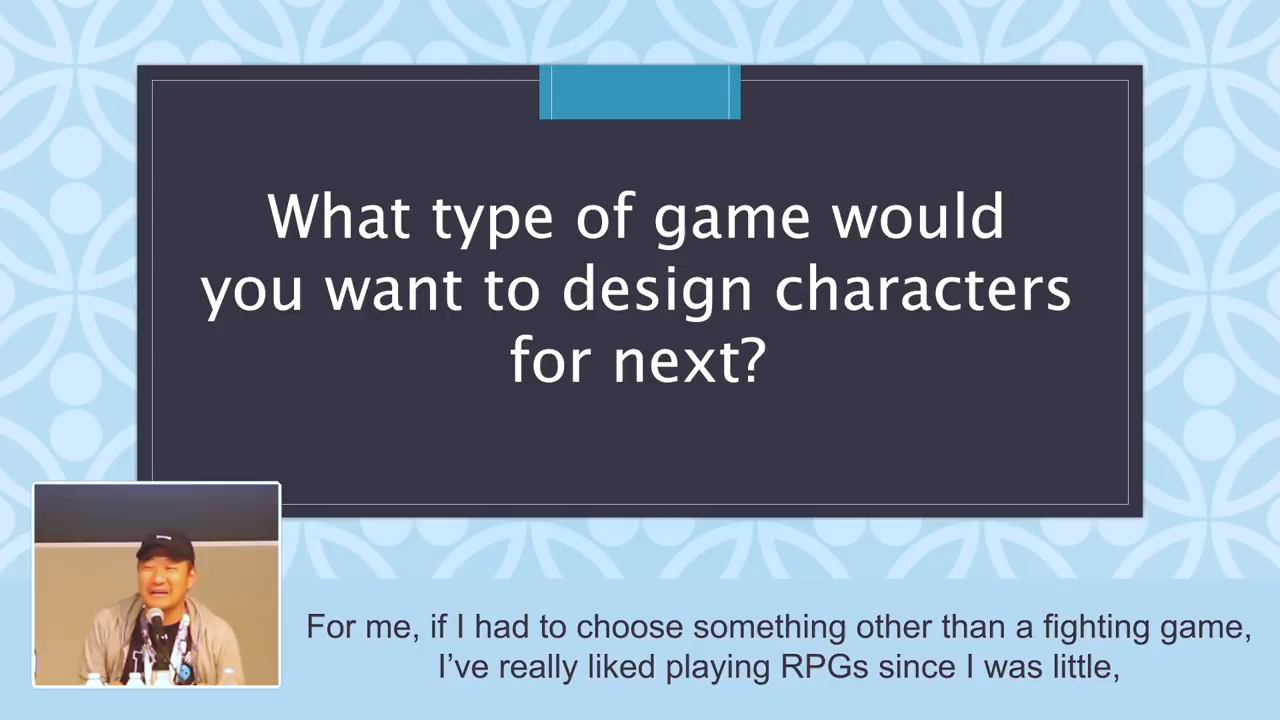 What type of game would
you want to design characters
for next?
For me, if I had to choose something other than a fighting game,
I’ve really liked playing RPGs since I was little,